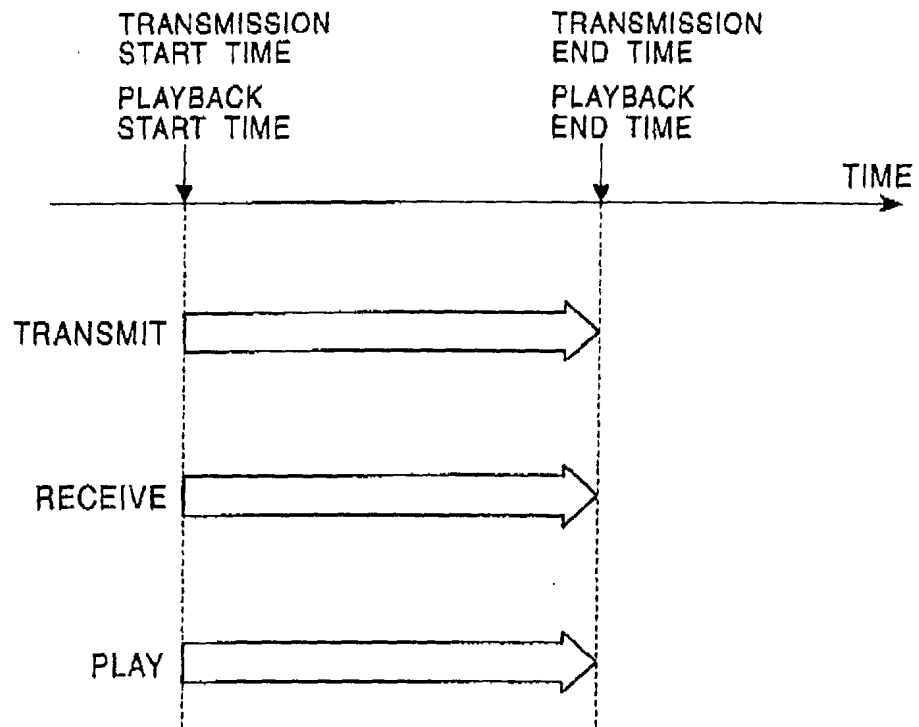 TRANSMISSION
START TIME
PLAYBACK
START TIME
TRANSMISSION
END TIME
PLAYBACK
END TIME
TIME
TRANSMIT
RECEIVE
PLAY